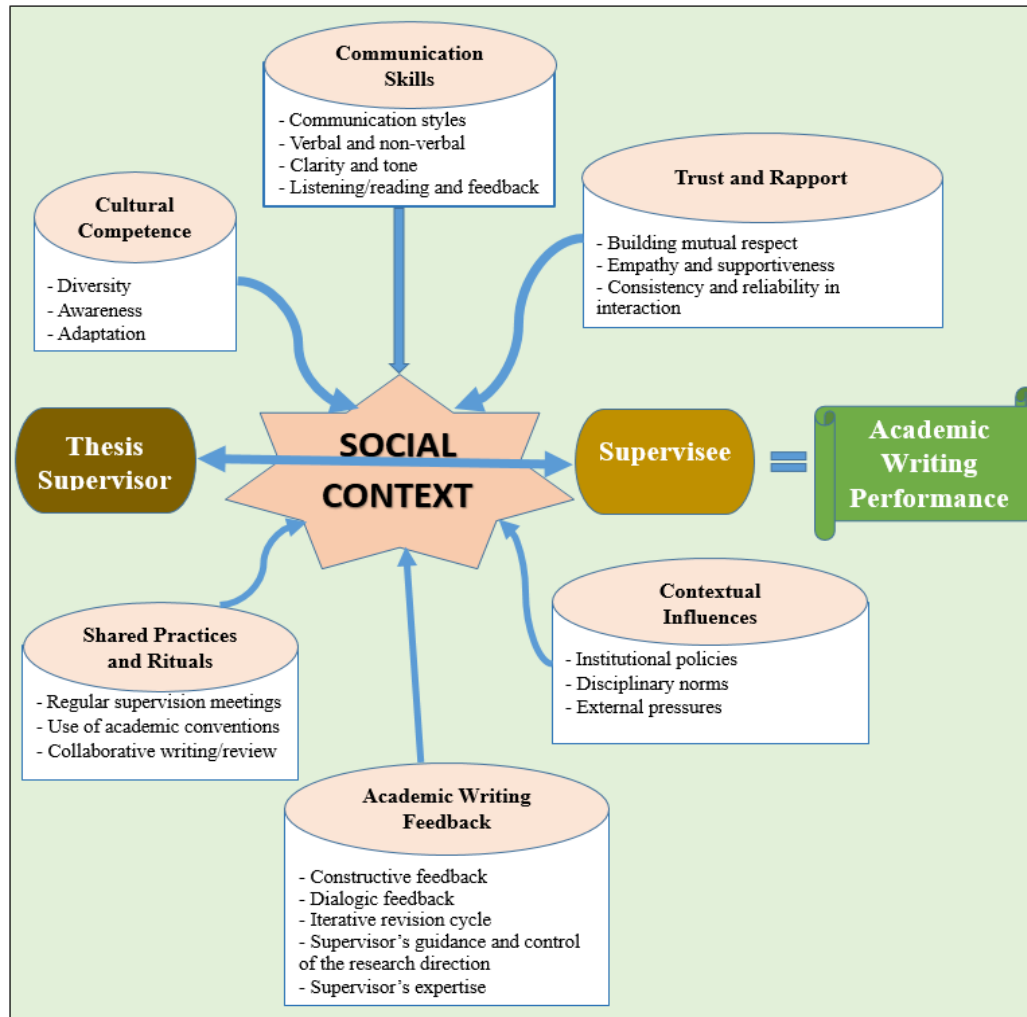 Communication
Skills
- Communication styles
- Verbal and non-verbal
- Clarity and tone
- Listening/reading and feedback
Cultural
Competence
- Diversity
- Awareness
- Adaptation
Trust and Rapport
- Building mutual respect
- Empathy and supportiveness
- Consistency and reliability in
interaction
Thesis
Supervisor
SOCIAL
CONTEXT
Supervisee
Academic
Writing
Performance
Shared Practices
and Rituals
- Regular supervision meetings
- Use of academic conventions
- Collaborative writing/review
Contextual
Influences
- Institutional policies
- Disciplinary norms
- External pressures
Academic Writing
Feedback
- Constructive feedback
- Dialogic feedback
- Iterative revision cycle
- Supervisor’s guidance and control
of the research direction
- Supervisor’s expertise